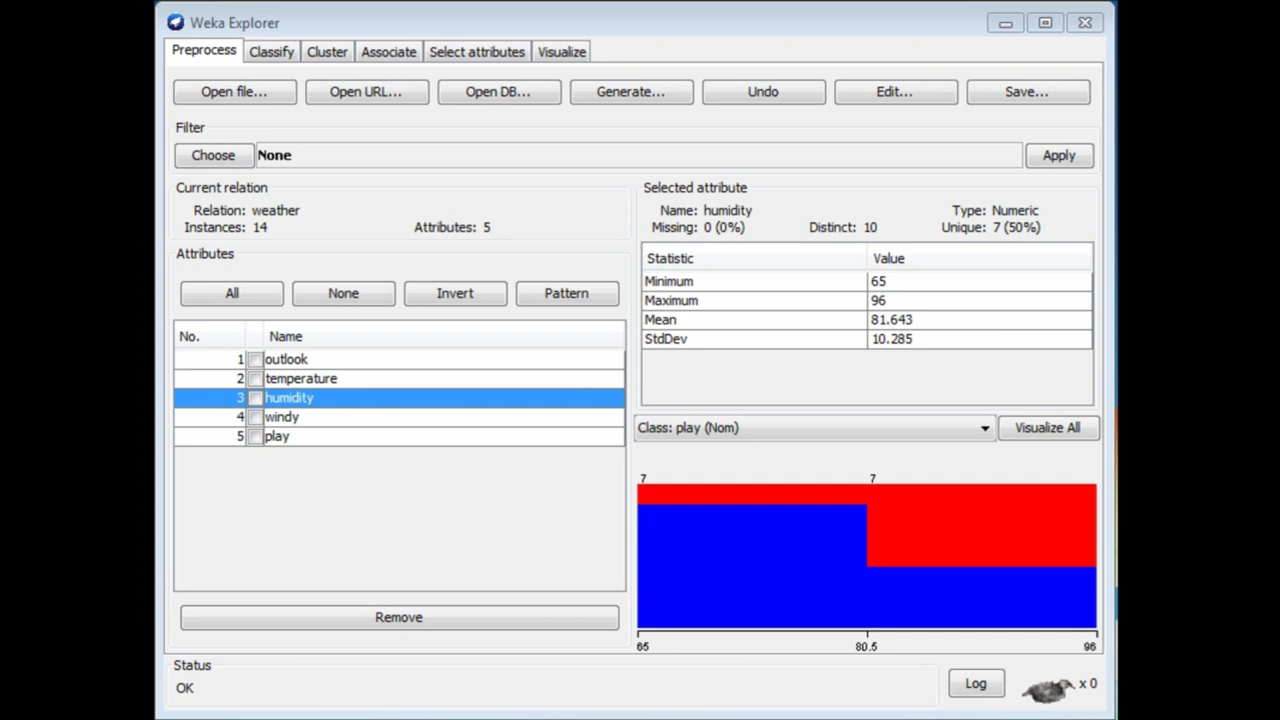 Weka Explorer
Preprocess Classify Cluster Associate Select attributes Visualize
Open file... Open URL... Open DB... Generate... Undo Edit... Save...
Filter
Choose None Apply
Current relation
Relation: weather
Instances: 14 Attributes: 5
Selected attribute
Name: humidity Type: Numeric
Missing: 0 (0%) Distinct: 10 Unique: 7 (50%)
Statistic Value
Minimum 65
Maximum 96
Mean 81.643
StdDev 10.285
Attributes
All None Invert Pattern
No. Name
1 outlook
2 temperature
3 humidity
4 windy
5 play
Remove
Class: play (Nom) Visualize All
7 7
65 80.5 96
Status
OK
Log x 0